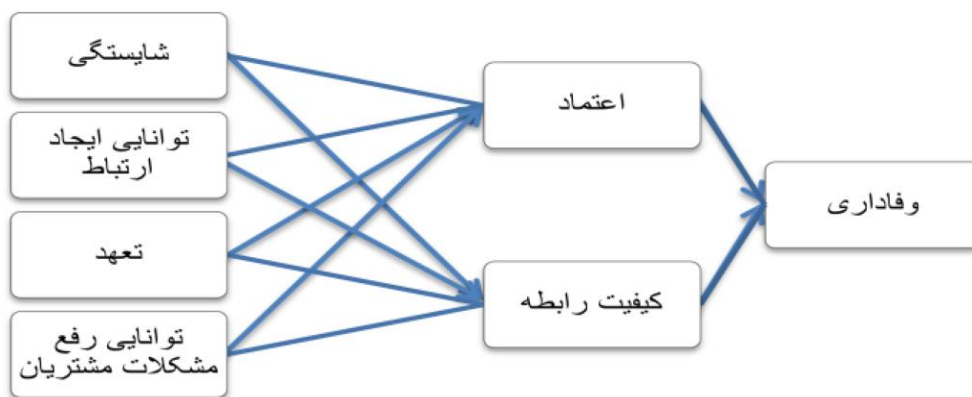 شایستگی
توانایی ایجاد
ارتباط
تعهد
توانایی رفع
مشکلات مشتریان
اعتماد
کیفیت رابطه
وفاداری